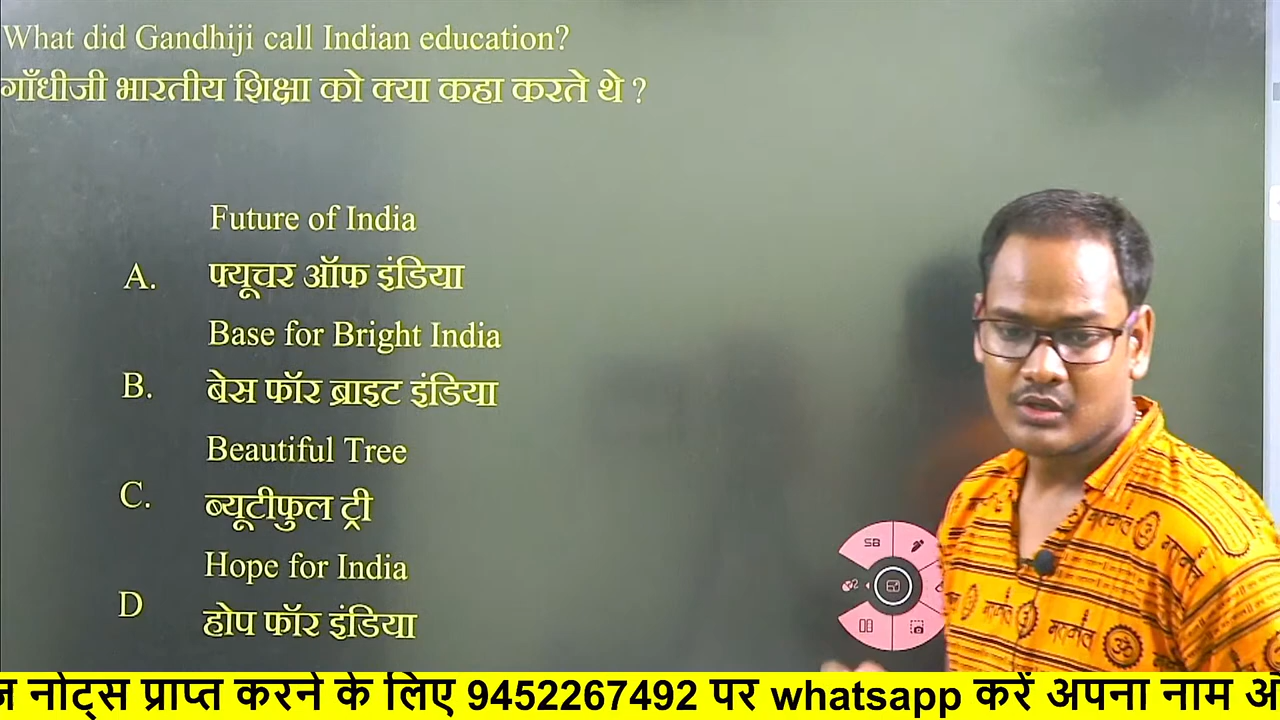 What did Gandhiji call Indian education?
गाँधीजी भारतीय शिक्षा को क्या कहा करते थे ?
Future of India
A. फ्यूचर ऑफ इंडिया
Base for Bright India
B. बेस फॉर ब्राइट इंडिया
Beautiful Tree
C. ब्यूटीफुल ट्री
Hope for India
D होप फॉर इंडिया
SB
नोट्स प्राप्त करने के लिए 9452267492 पर whatsapp करें अपना नाम